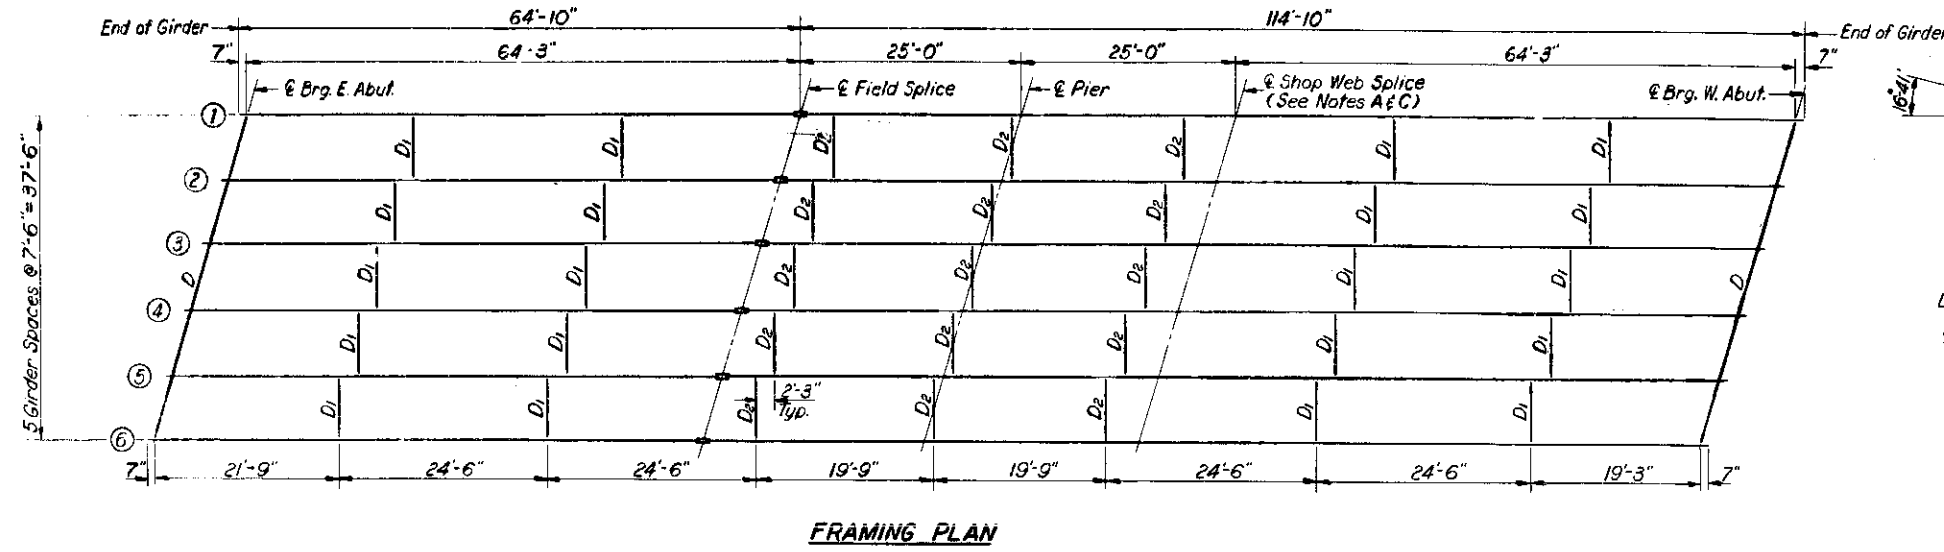 64'-10" 114'-10"
End of Girder End of Girder
7" 64'-3" 25'-0" 25'-0" 64'-3" 7"
℄ Brg. E. Abut. ℄ Field Splice ℄ Pier ℄ Shop Web Splice
(See Notes A & C)
℄ Brg. W. Abut.
16°41'
5 Girder Spaces @ 7'-6" = 37'-6"
1 D1 D1 D2 D2 D2 D1 D1
2 D1 D1 D2 D2 D2 D1 D1
3 D D1 D1 D2 D2 D2 D1 D1 D
4 D1 D1 D2 D2 D2 D1 D1
5 D1 D1 D2 D2 D2 D1 D1
2'-3"
Typ.
6
7" 21'-9" 24'-6" 24'-6" 19'-9" 19'-9" 24'-6" 24'-6" 19'-3" 7"
FRAMING PLAN